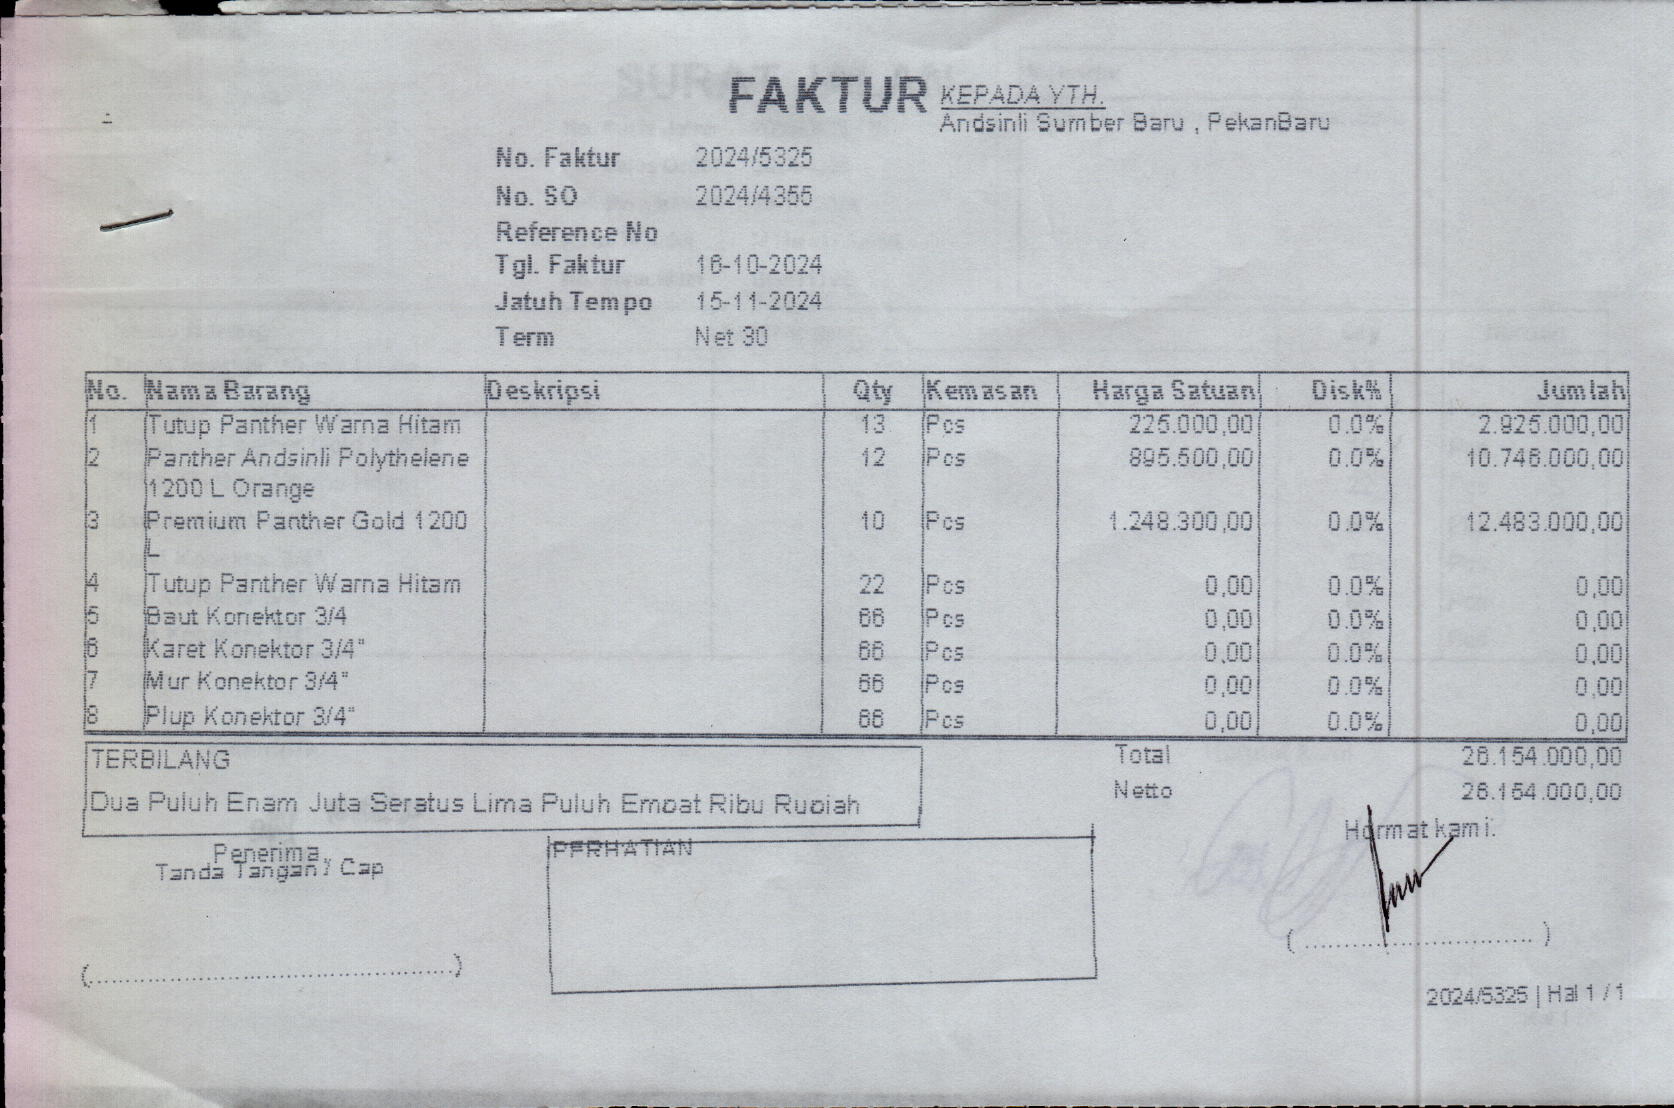 FAKTUR
KEPADA YTH.
Andsinli Sumber Baru , PekanBaru
No. Faktur 2024/5325
No. SO 2024/4355
Reference No
Tgl. Faktur 16-10-2024
Jatuh Tempo 15-11-2024
Term Net 30
No. Nama Barang Deskripsi Qty Kemasan Harga Satuan Disk% Jumlah
1 Tutup Panther Warna Hitam 13 Pcs 225.000,00 0.0% 2.925.000,00
2 Panther Andsinli Polythelene 12 Pcs 895.500,00 0.0% 10.746.000,00
1200 L Orange
3 Premium Panther Gold 1200 10 Pcs 1.248.300,00 0.0% 12.483.000,00
L
4 Tutup Panther Warna Hitam 22 Pcs 0,00 0.0% 0,00
5 Baut Konektor 3/4 66 Pcs 0,00 0.0% 0,00
6 Karet Konektor 3/4" 66 Pcs 0,00 0.0% 0,00
7 Mur Konektor 3/4" 66 Pcs 0,00 0.0% 0,00
8 Plup Konektor 3/4" 66 Pcs 0,00 0.0% 0,00
TERBILANG
Dua Puluh Enam Juta Seratus Lima Puluh Empat Ribu Rupiah
Total 26.154.000,00
Netto 26.154.000,00
Penerima,
Tanda Tangan / Cap
PERHATIAN
Hormat kami.
(................................................)
( ................................ )
2024/5325 | Hal 1 / 1